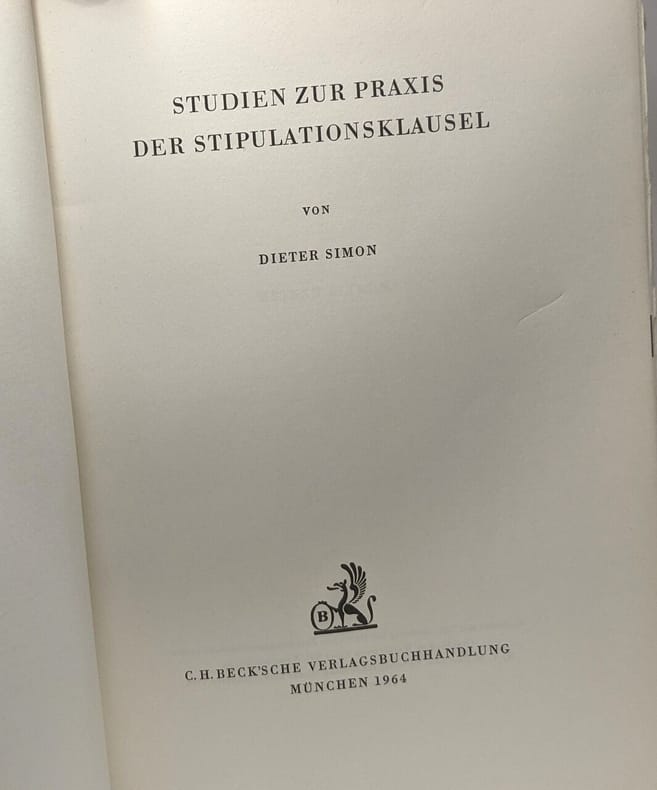 STUDIEN ZUR PRAXIS
DER STIPULATIONSKLAUSEL
VON
DIETER SIMON
B
C.H.BECK'SCHE VERLAGSBUCHHANDLUNG
MÜNCHEN 1964